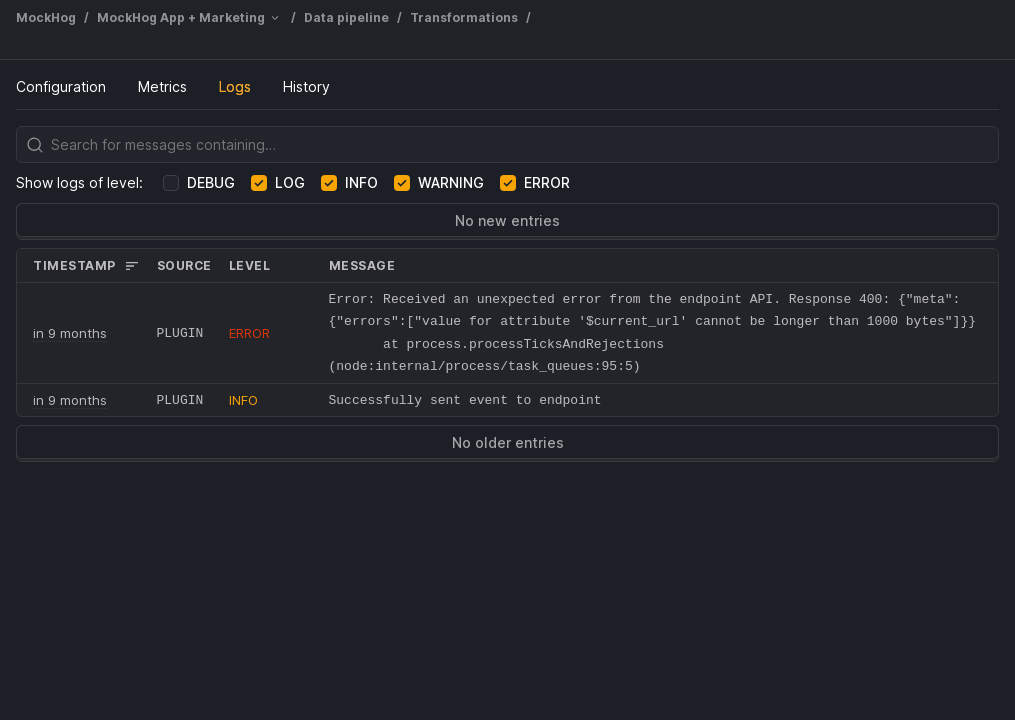 MockHog / MockHog App + Marketing / Data pipeline / Transformations /
Configuration Metrics Logs History
Search for messages containing...
Show logs of level: DEBUG LOG INFO WARNING ERROR
No new entries
TIMESTAMP SOURCE LEVEL MESSAGE
in 9 months PLUGIN ERROR
Error: Received an unexpected error from the endpoint API. Response 400: {"meta":
{"errors":["value for attribute '$current_url' cannot be longer than 1000 bytes"]}}
at process.processTicksAndRejections
(node:internal/process/task_queues:95:5)
in 9 months PLUGIN INFO Successfully sent event to endpoint
No older entries